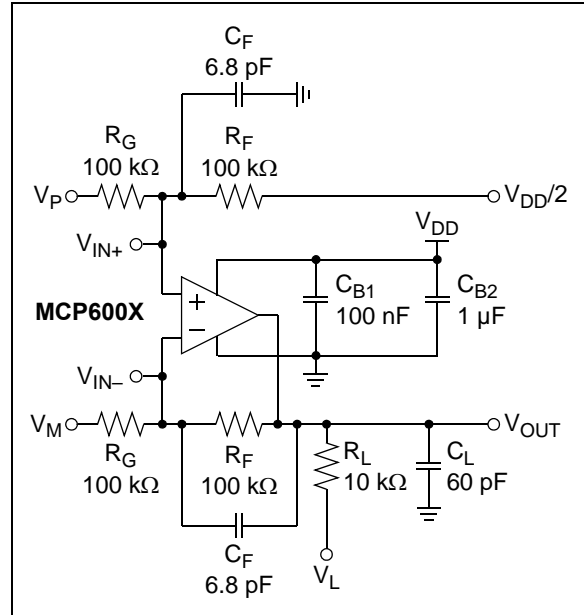 C_F
6.8 pF
R_G
100 kΩ
R_F
100 kΩ
V_P
V_DD/2
V_DD
V_IN+
C_B1
100 nF
C_B2
1 µF
MCP600X
+
−
V_IN–
V_M
V_OUT
R_G
100 kΩ
R_F
100 kΩ
R_L
10 kΩ
C_L
60 pF
C_F
6.8 pF
V_L